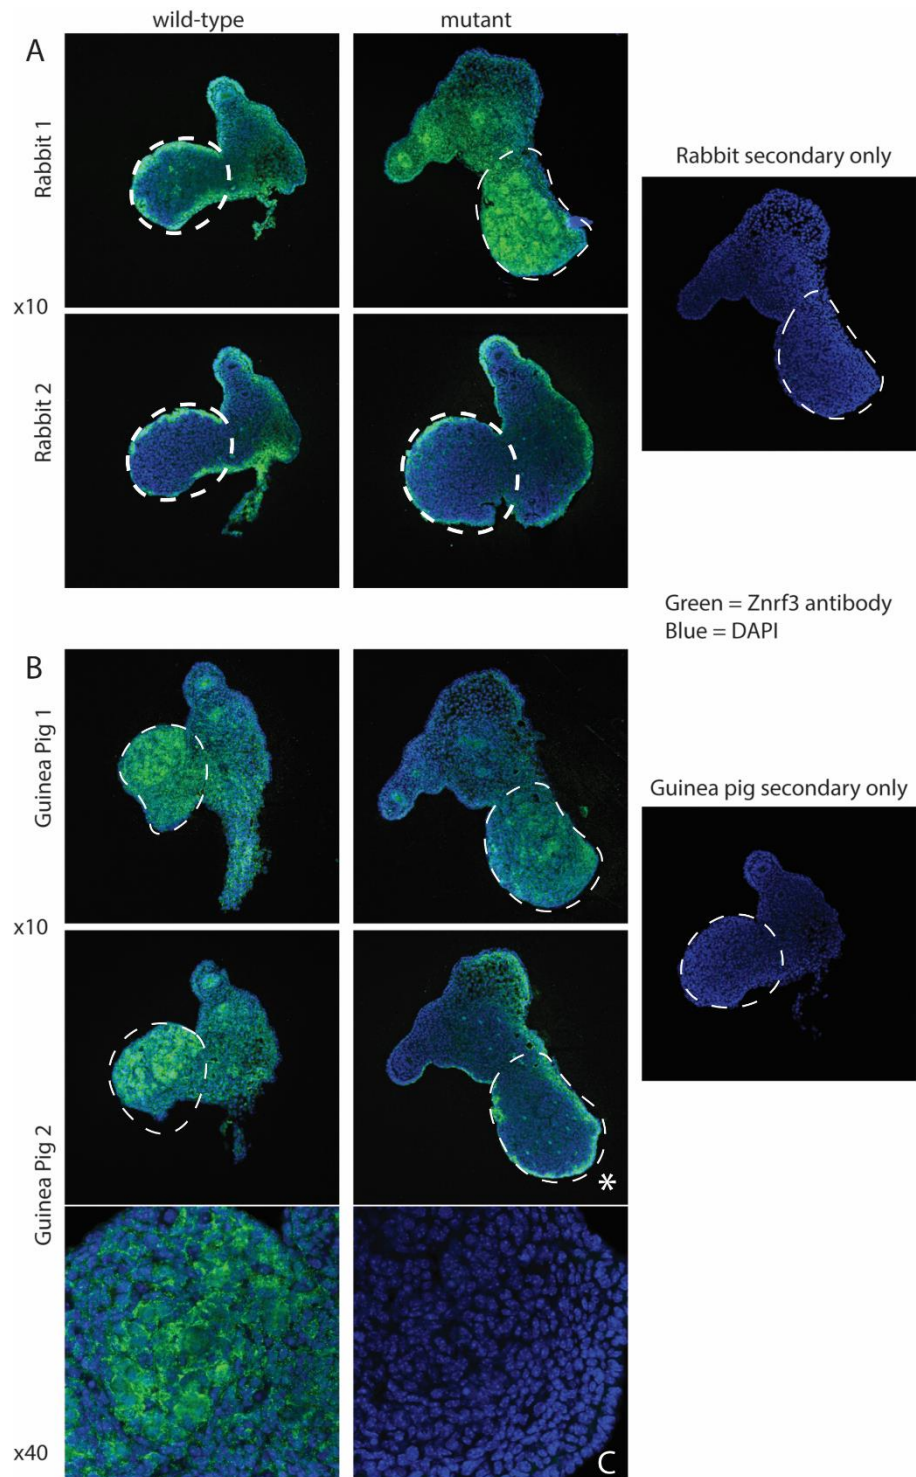 wild-type
mutant
A
Rabbit 1
Rabbit secondary only
x10
Rabbit 2
Green = Znrf3 antibody
Blue = DAPI
B
Guinea Pig 1
Guinea pig secondary only
x10
Guinea Pig 2
*
x40
C